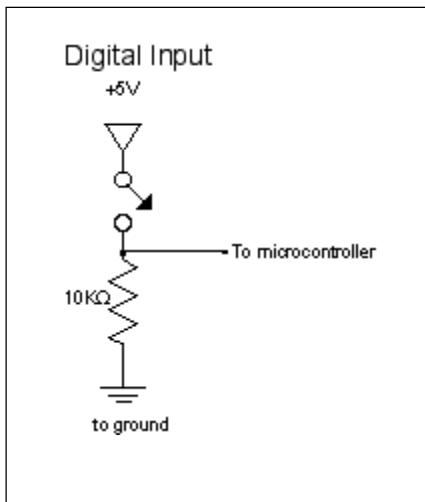 Digital Input
+5V
To microcontroller
10KΩ
to ground